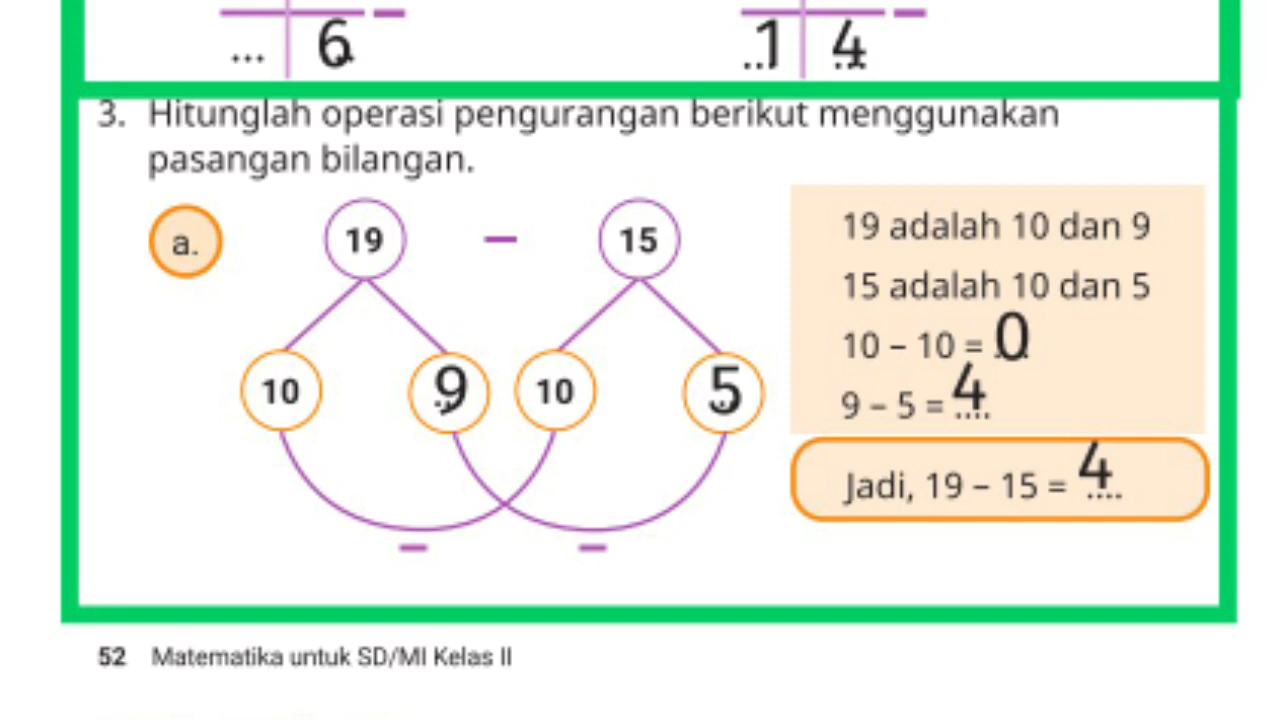 ... 6
1 4
3. Hitunglah operasi pengurangan berikut menggunakan
pasangan bilangan.
a.
19 – 15
10 9 10 5
– –
19 adalah 10 dan 9
15 adalah 10 dan 5
10 – 10 = 0
9 – 5 = 4
Jadi, 19 – 15 = 4
52 Matematika untuk SD/MI Kelas II